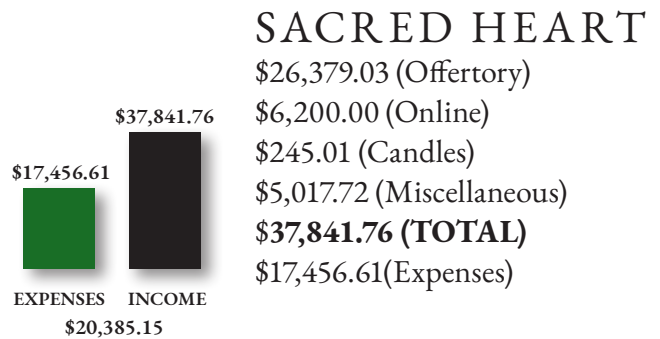 SACRED HEART
$26,379.03 (Offertory)
$6,200.00 (Online)
$245.01 (Candles)
$5,017.72 (Miscellaneous)
$37,841.76 (TOTAL)
$17,456.61(Expenses)
$37,841.76
$17,456.61
EXPENSES INCOME
$20,385.15